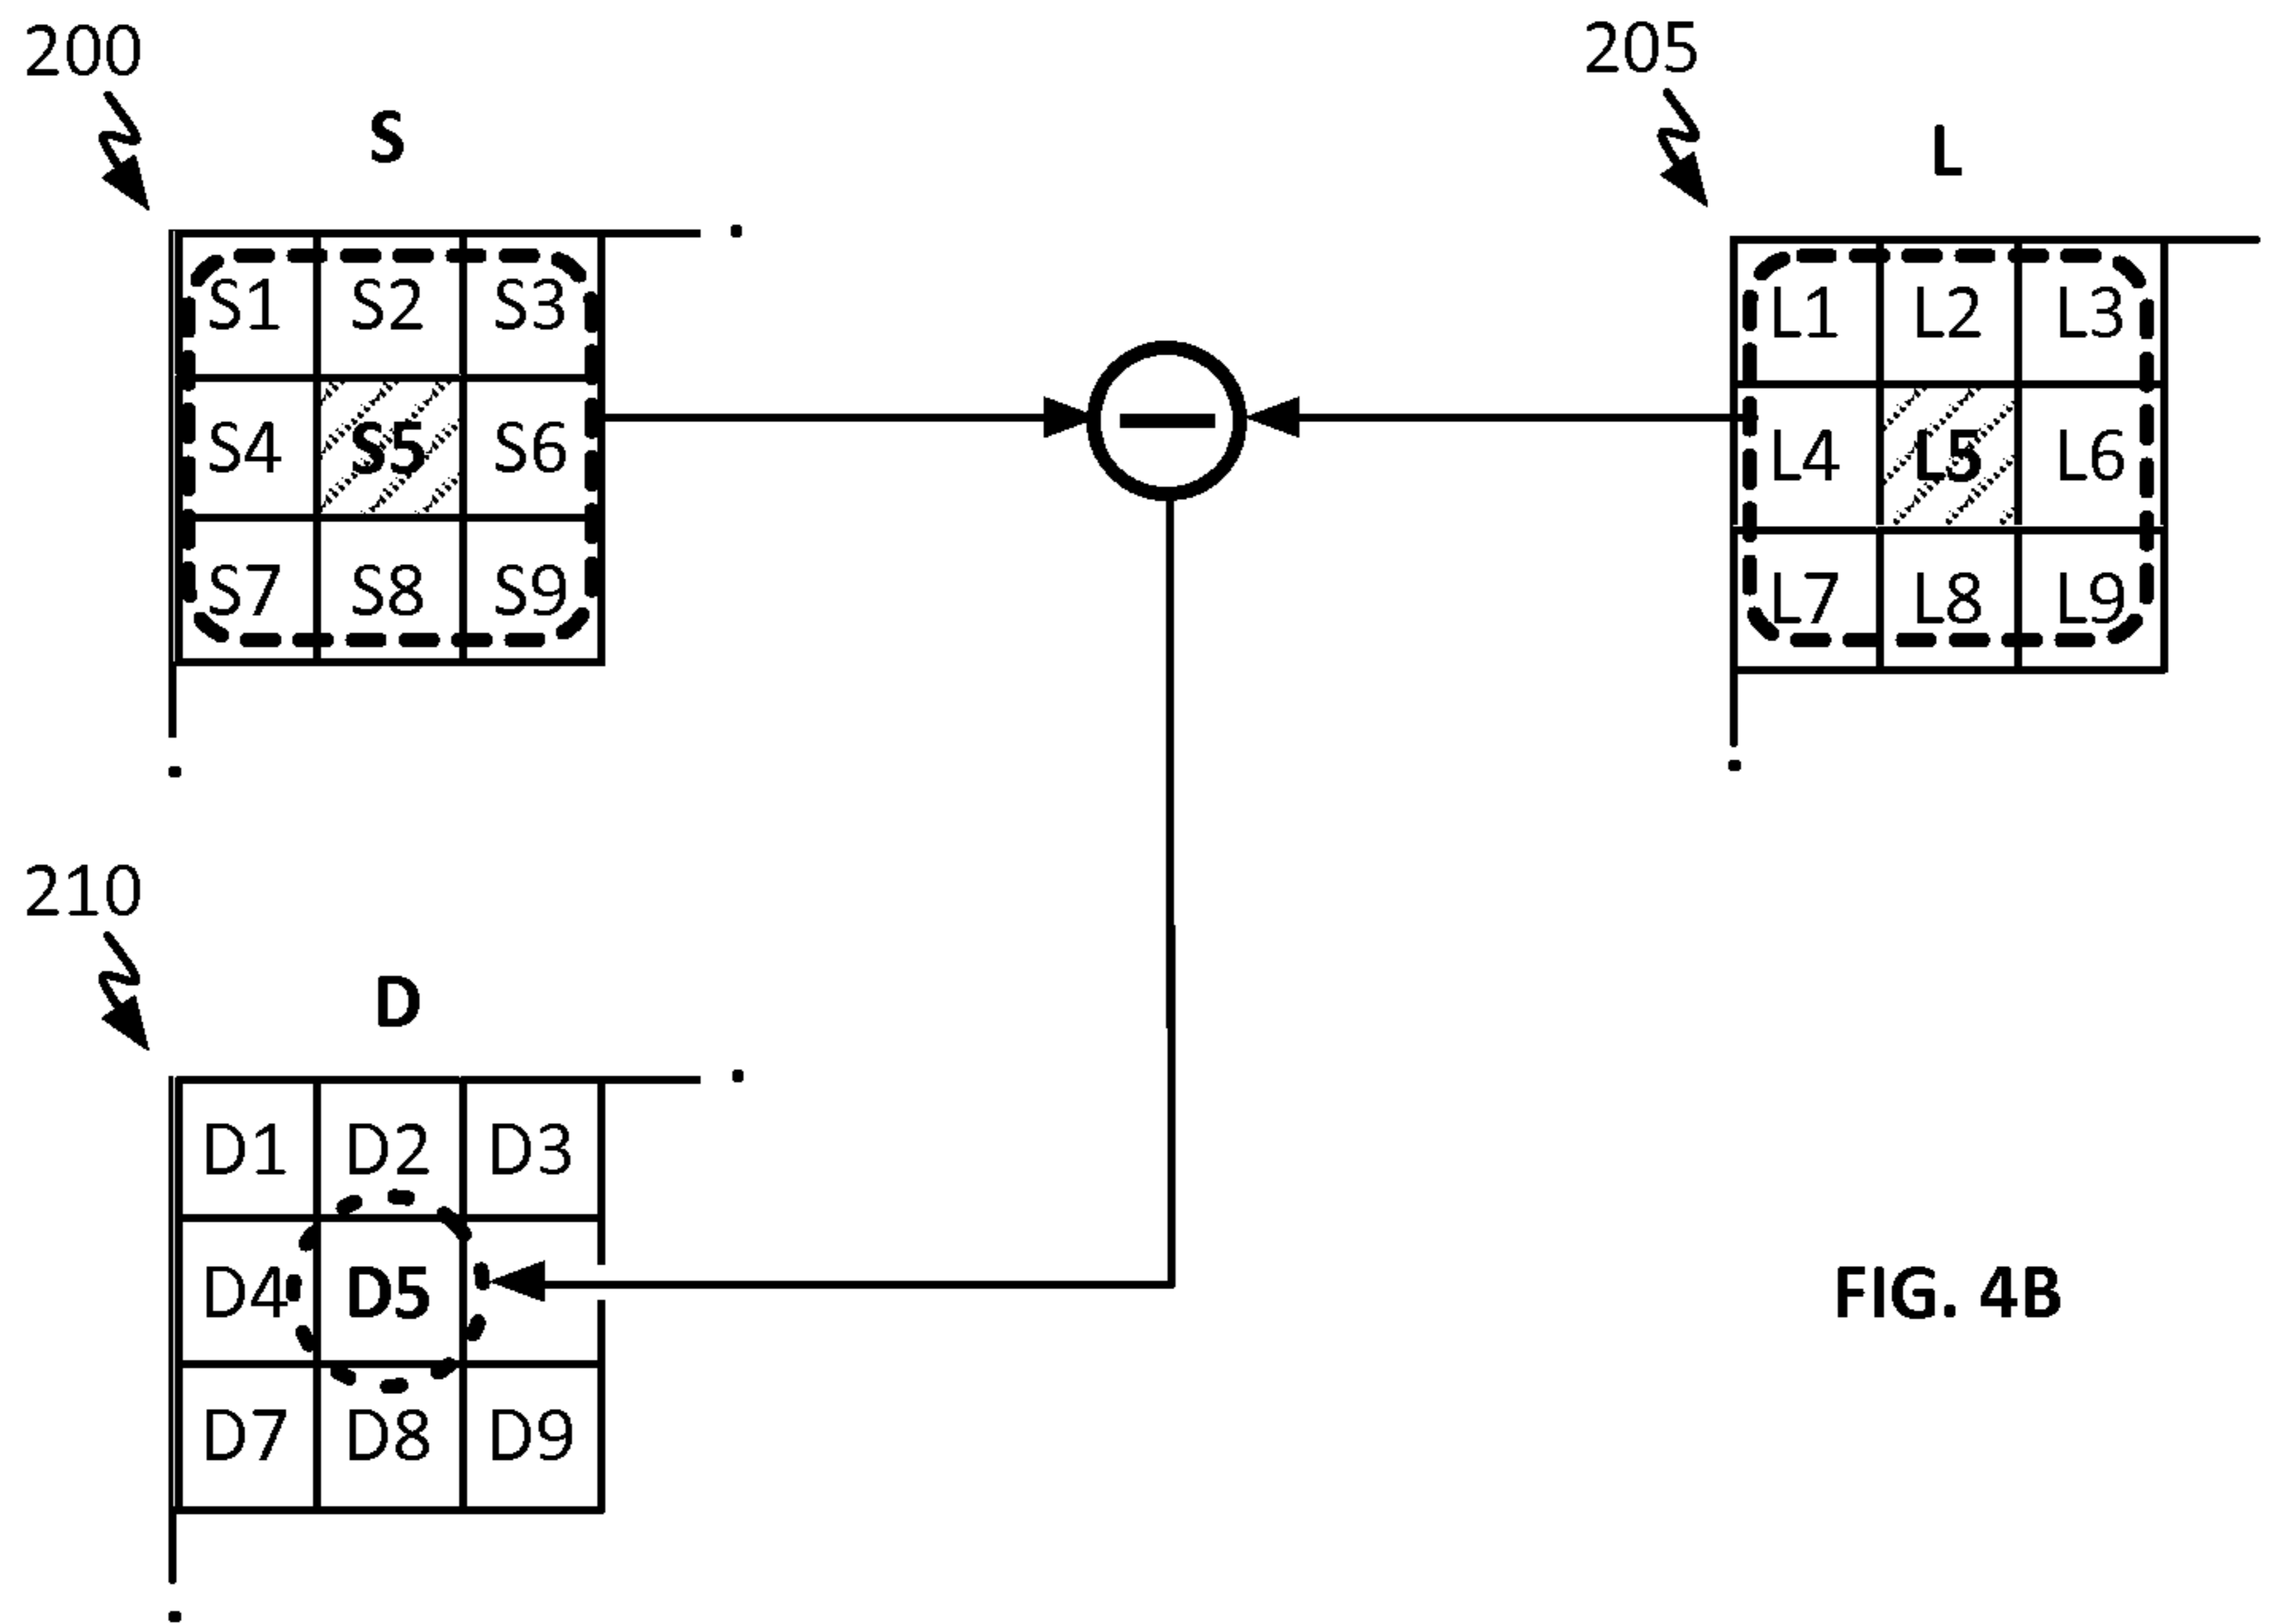 200
205
S
L
S1 S2 S3
L1 L2 L3
S4 S5 S6
L4 L5 L6
S7 S8 S9
L7 L8 L9
210
D
D1 D2 D3
D4 D5
D7 D8 D9
FIG. 4B